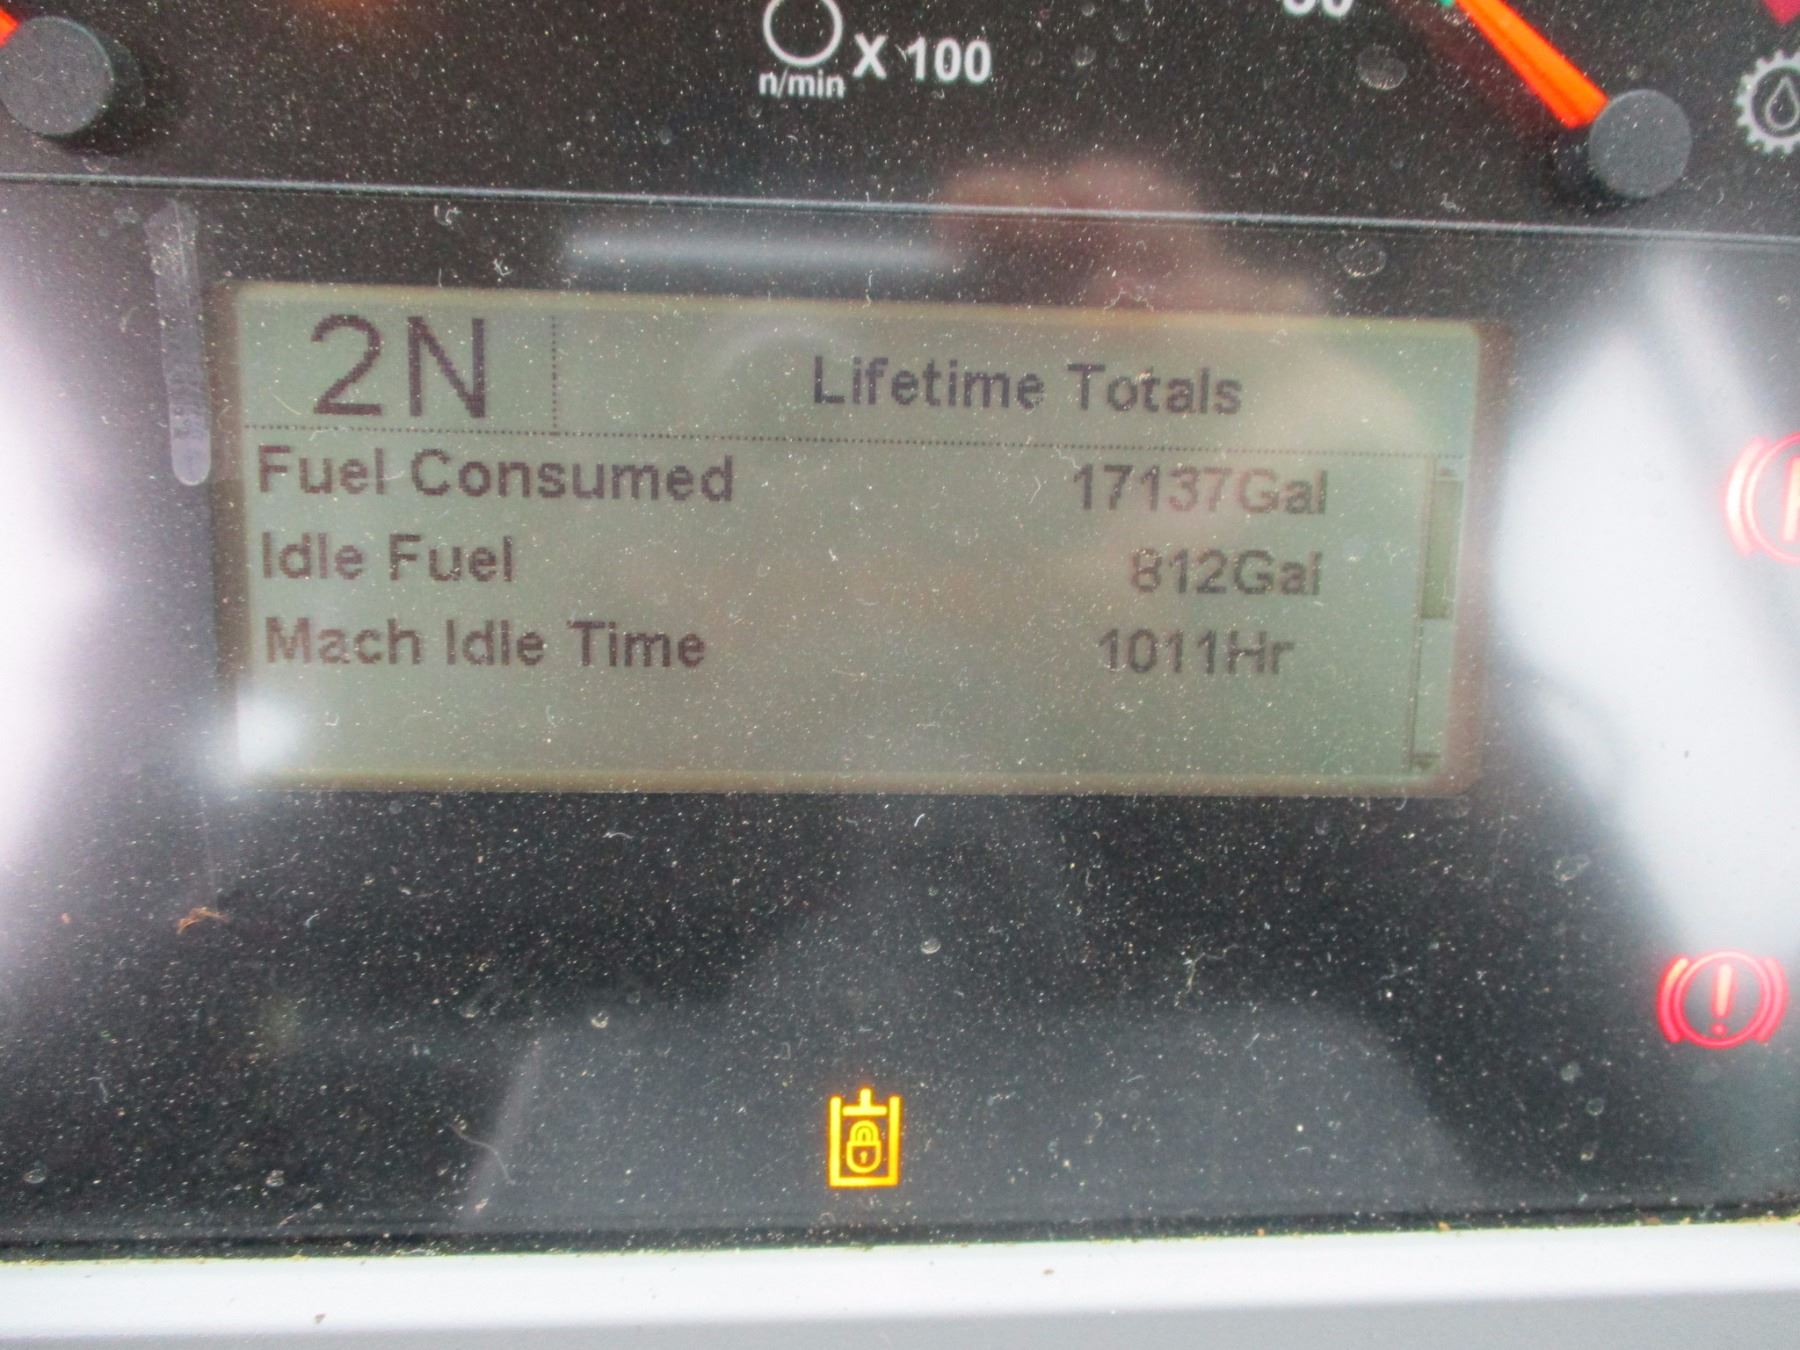 n/min X 100
2N Lifetime Totals
Fuel Consumed 17137Gal
Idle Fuel 812Gal
Mach Idle Time 1011Hr
!